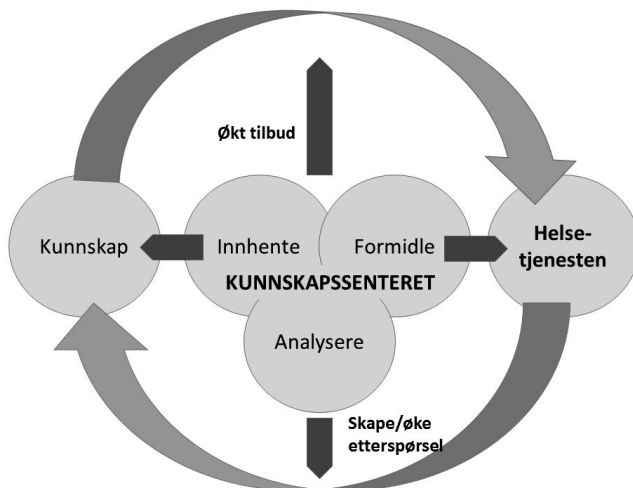 Økt tilbud
Kunnskap
Innhente
Formidle
Helse-
tjenesten
KUNNSKAPSSENTERET
Analysere
Skape/øke
etterspørsel